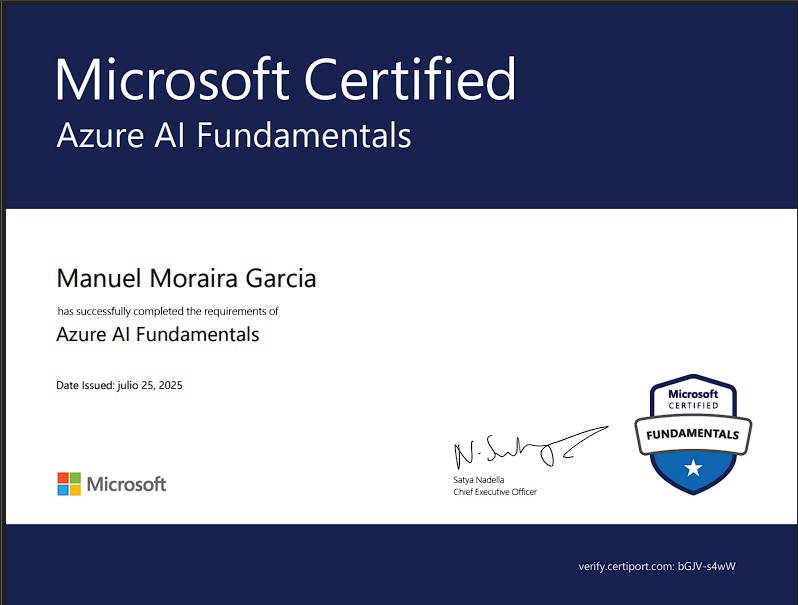 Microsoft Certified
Azure AI Fundamentals
Manuel Moraira Garcia
has successfully completed the requirements of
Azure AI Fundamentals
Date Issued: julio 25, 2025
Microsoft
CERTIFIED
FUNDAMENTALS
Satya Nadella
Chief Executive Officer
Microsoft
verify.certiport.com: bGJV-s4wW